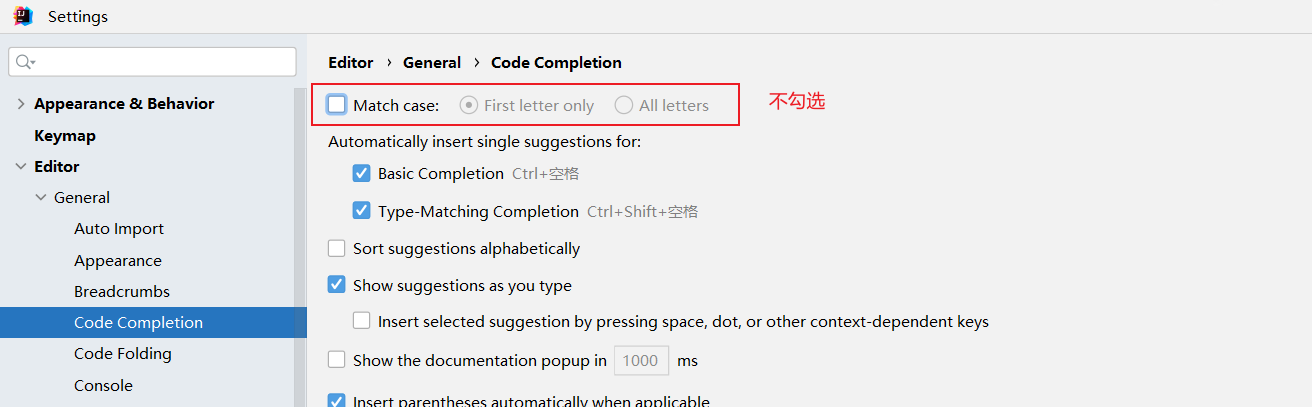 Settings
Appearance & Behavior
Keymap
Editor
General
Auto Import
Appearance
Breadcrumbs
Code Completion
Code Folding
Console
Editor › General › Code Completion
Match case: First letter only All letters 不勾选
Automatically insert single suggestions for:
Basic Completion Ctrl+空格
Type-Matching Completion Ctrl+Shift+空格
Sort suggestions alphabetically
Show suggestions as you type
Insert selected suggestion by pressing space, dot, or other context-dependent keys
Show the documentation popup in 1000 ms
Insert parentheses automatically when applicable